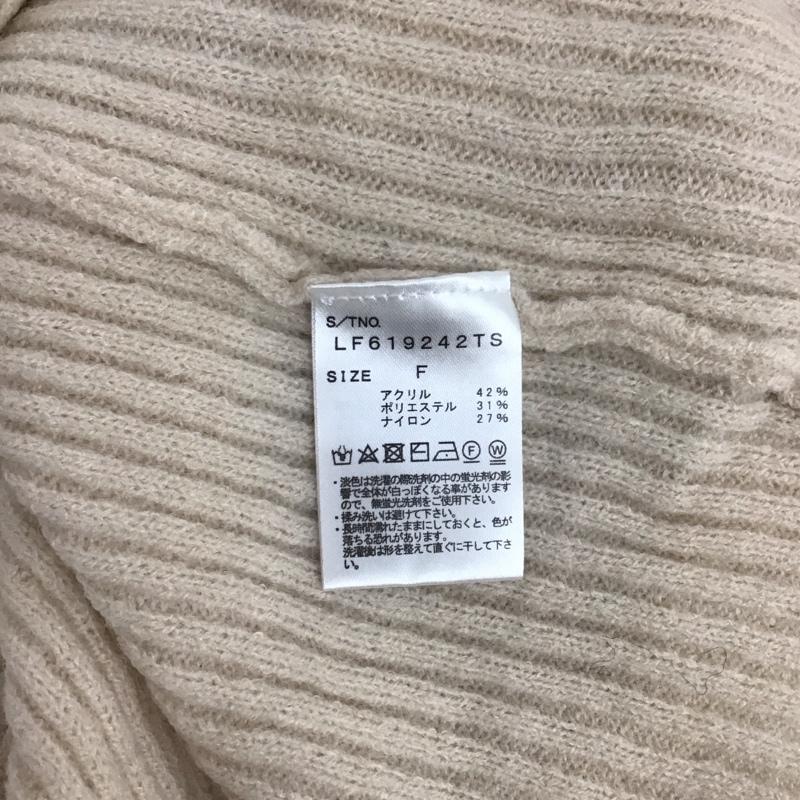 S/TNO.
LF619242TS
SIZE F
アクリル 42%
ポリエステル 31%
ナイロン 27%
F W
・淡色は洗濯の際洗剤の中の蛍光剤の影
響で全体が白っぽくなる事があります
ので、無蛍光洗剤をご使用下さい。
・揉み洗いは避けて下さい。
・長時間濡れたままにしておくと、色が
落ちる恐れがあります。
洗濯後は形を整えて直ぐに干して下さ
い。